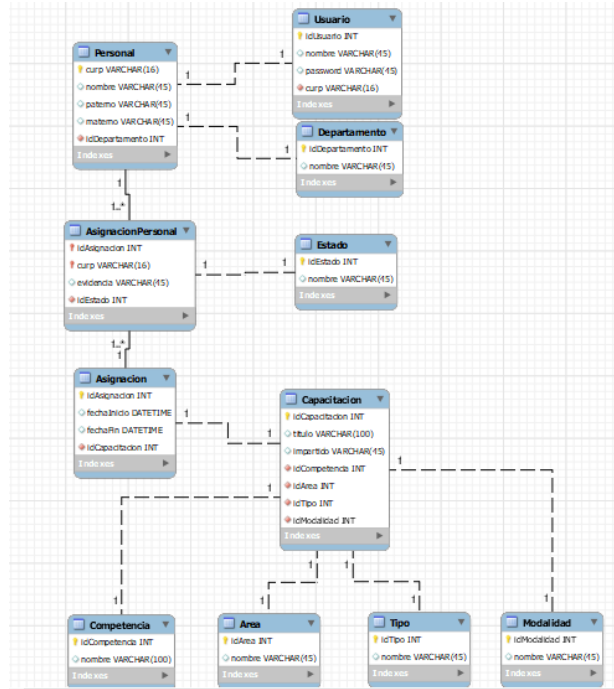 Personal
curp VARCHAR(16)
nombre VARCHAR(45)
paterno VARCHAR(45)
materno VARCHAR(45)
idDepartamento INT
Indexes
1
1
Usuario
idUsuario INT
nombre VARCHAR(45)
password VARCHAR(45)
curp VARCHAR(16)
Indexes
1
1
Departamento
idDepartamento INT
nombre VARCHAR(45)
Indexes
1
1..*
AsignacionPersonal
idAsignacion INT
curp VARCHAR(16)
evidencia VARCHAR(45)
idEstado INT
Indexes
1
1
Estado
idEstado INT
nombre VARCHAR(45)
Indexes
1..*
1
Asignacion
idAsignacion INT
fechaInicio DATETIME
fechaFin DATETIME
idCapacitacion INT
Indexes
1
1
Capacitacion
idCapacitacion INT
titulo VARCHAR(100)
impartido VARCHAR(45)
idCompetencia INT
idArea INT
idTipo INT
idModalidad INT
Indexes
1
1
1
1
1
Competencia
idCompetencia INT
nombre VARCHAR(100)
1
Area
idArea INT
nombre VARCHAR(45)
1
Tipo
idTipo INT
nombre VARCHAR(45)
1
Modalidad
idModalidad INT
nombre VARCHAR(45)